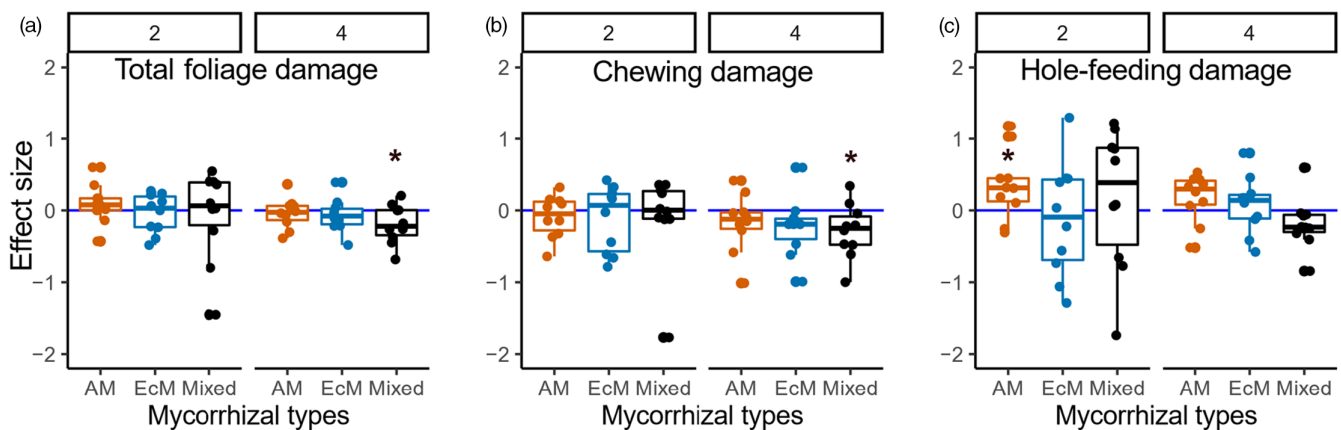 (a) 2 4 (b) 2 4 (c) 2 4
Total foliage damage Chewing damage Hole-feeding damage
2 2 2
1 1 1
* * *
0 0 0
−1 −1 −1
−2 −2 −2
Effect size
AM EcM Mixed AM EcM Mixed AM EcM Mixed AM EcM Mixed AM EcM Mixed AM EcM Mixed
Mycorrhizal types Mycorrhizal types Mycorrhizal types